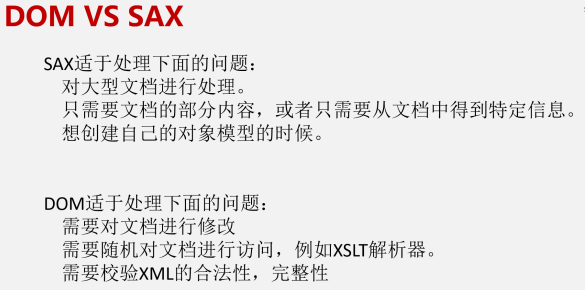 DOM VS SAX
SAX适于处理下面的问题：
对大型文档进行处理。
只需要文档的部分内容，或者只需要从文档中得到特定信息。
想创建自己的对象模型的时候。
DOM适于处理下面的问题：
需要对文档进行修改
需要随机对文档进行访问，例如XSLT解析器。
需要校验XML的合法性，完整性